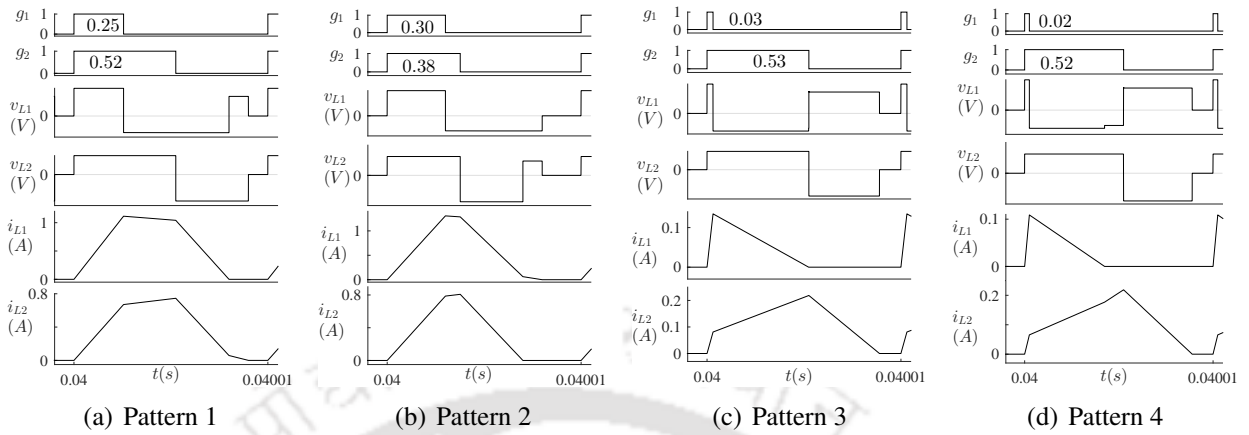 g1 1 0 0.25
g2 1 0 0.52
vL1 (V) 0
vL2 (V) 0
iL1 (A) 1 0
iL2 (A) 0.8 0
0.04 t(s) 0.04001
(a) Pattern 1
g1 1 0 0.30
g2 1 0 0.38
vL1 (V) 0
vL2 (V) 0
iL1 (A) 1 0
iL2 (A) 0.8 0
0.04 t(s) 0.04001
(b) Pattern 2
g1 1 0 0.03
g2 1 0 0.53
vL1 (V) 0
vL2 (V) 0
iL1 (A) 0.1 0
iL2 (A) 0.2 0.1 0
0.04 t(s) 0.04001
(c) Pattern 3
g1 1 0 0.02
g2 1 0 0.52
vL1 (V) 0
vL2 (V) 0
iL1 (A) 0.1 0
iL2 (A) 0.2 0
0.04 t(s) 0.04001
(d) Pattern 4